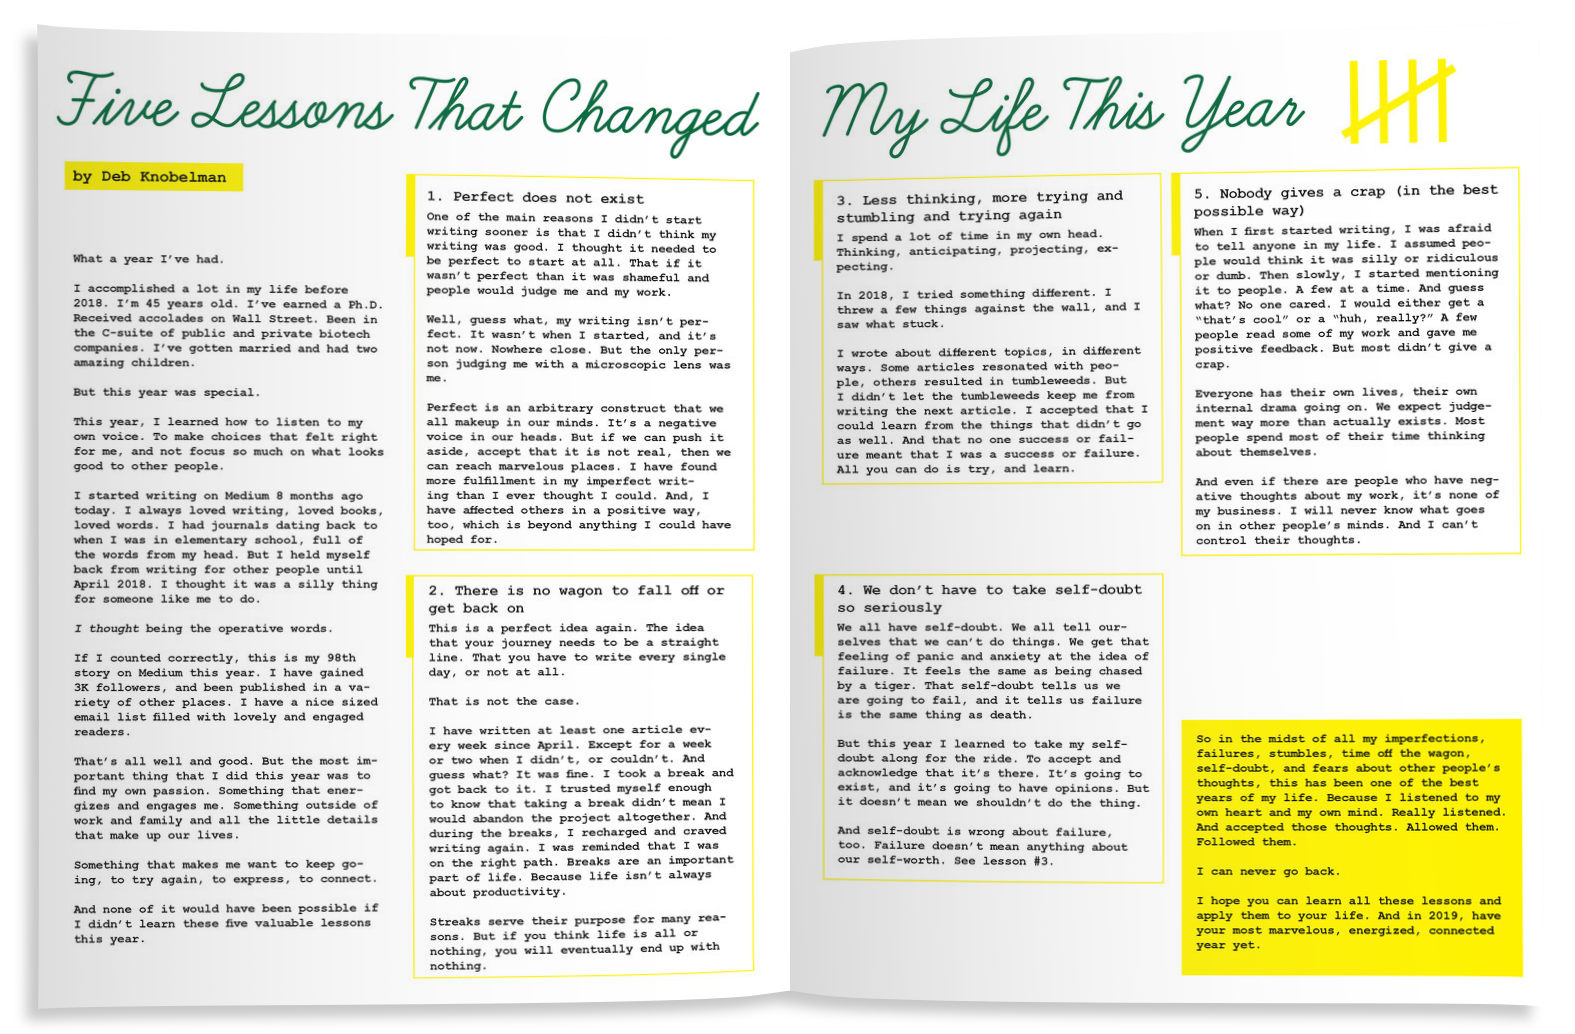 Five Lessons That Changed My Life This Year
by Deb Knobelman
What a year I've had.
I accomplished a lot in my life before
2018. I'm 45 years old. I've earned a Ph.D.
Received accolades on Wall Street. Been in
the C-suite of public and private biotech
companies. I've gotten married and had two
amazing children.
But this year was special.
This year, I learned how to listen to my
own voice. To make choices that felt right
for me, and not focus so much on what looks
good to other people.
I started writing on Medium 8 months ago
today. I always loved writing, loved books,
loved words. I had journals dating back to
when I was in elementary school, full of
the words from my head. But I held myself
back from writing for other people until
April 2018. I thought it was a silly thing
for someone like me to do.
I thought being the operative words.
If I counted correctly, this is my 98th
story on Medium this year. I have gained
3K followers, and been published in a va-
riety of other places. I have a nice sized
email list filled with lovely and engaged
readers.
That's all well and good. But the most im-
portant thing that I did this year was to
find my own passion. Something that ener-
gizes and engages me. Something outside of
work and family and all the little details
that make up our lives.
Something that makes me want to keep go-
ing, to try again, to express, to connect.
And none of it would have been possible if
I didn't learn these five valuable lessons
this year.
1. Perfect does not exist
One of the main reasons I didn't start
writing sooner is that I didn't think my
writing was good. I thought it needed to
be perfect to start at all. That if it
wasn't perfect than it was shameful and
people would judge me and my work.
Well, guess what, my writing isn't per-
fect. It wasn't when I started, and it's
not now. Nowhere close. But the only per-
son judging me with a microscopic lens was
me.
Perfect is an arbitrary construct that we
all makeup in our minds. It's a negative
voice in our heads. But if we can push it
aside, accept that it is not real, then we
can reach marvelous places. I have found
more fulfillment in my imperfect writ-
ing than I ever thought I could. And, I
have affected others in a positive way,
too, which is beyond anything I could have
hoped for.
2. There is no wagon to fall off or
get back on
This is a perfect idea again. The idea
that your journey needs to be a straight
line. That you have to write every single
day, or not at all.
That is not the case.
I have written at least one article ev-
ery week since April. Except for a week
or two when I didn't, or couldn't. And
guess what? It was fine. I took a break and
got back to it. I trusted myself enough
to know that taking a break didn't mean I
would abandon the project altogether. And
during the breaks, I recharged and craved
writing again. I was reminded that I was
on the right path. Breaks are an important
part of life. Because life isn't always
about productivity.
Streaks serve their purpose for many rea-
sons. But if you think life is all or
nothing, you will eventually end up with
nothing.
3. Less thinking, more trying and
stumbling and trying again
I spend a lot of time in my own head.
Thinking, anticipating, projecting, ex-
pecting.
In 2018, I tried something different. I
threw a few things against the wall, and I
saw what stuck.
I wrote about different topics, in different
ways. Some articles resonated with peo-
ple, others resulted in tumbleweeds. But
I didn't let the tumbleweeds keep me from
writing the next article. I accepted that I
could learn from the things that didn't go
as well. And that no one success or fail-
ure meant that I was a success or failure.
All you can do is try, and learn.
4. We don't have to take self-doubt
so seriously
We all have self-doubt. We all tell our-
selves that we can't do things. We get that
feeling of panic and anxiety at the idea of
failure. It feels the same as being chased
by a tiger. That self-doubt tells us we
are going to fail, and it tells us failure
is the same thing as death.
But this year I learned to take my self-
doubt along for the ride. To accept and
acknowledge that it's there. It's going to
exist, and it's going to have opinions. But
it doesn't mean we shouldn't do the thing.
And self-doubt is wrong about failure,
too. Failure doesn't mean anything about
our self-worth. See lesson #3.
5. Nobody gives a crap (in the best
possible way)
When I first started writing, I was afraid
to tell anyone in my life. I assumed peo-
ple would think it was silly or ridiculous
or dumb. Then slowly, I started mentioning
it to people. A few at a time. And guess
what? No one cared. I would either get a
"that's cool" or a "huh, really?" A few
people read some of my work and gave me
positive feedback. But most didn't give a
crap.
Everyone has their own lives, their own
internal drama going on. We expect judge-
ment way more than actually exists. Most
people spend most of their time thinking
about themselves.
And even if there are people who have neg-
ative thoughts about my work, it's none of
my business. I will never know what goes
on in other people's minds. And I can't
control their thoughts.
So in the midst of all my imperfections,
failures, stumbles, time off the wagon,
self-doubt, and fears about other people's
thoughts, this has been one of the best
years of my life. Because I listened to my
own heart and my own mind. Really listened.
And accepted those thoughts. Allowed them.
Followed them.
I can never go back.
I hope you can learn all these lessons and
apply them to your life. And in 2019, have
your most marvelous, energized, connected
year yet.